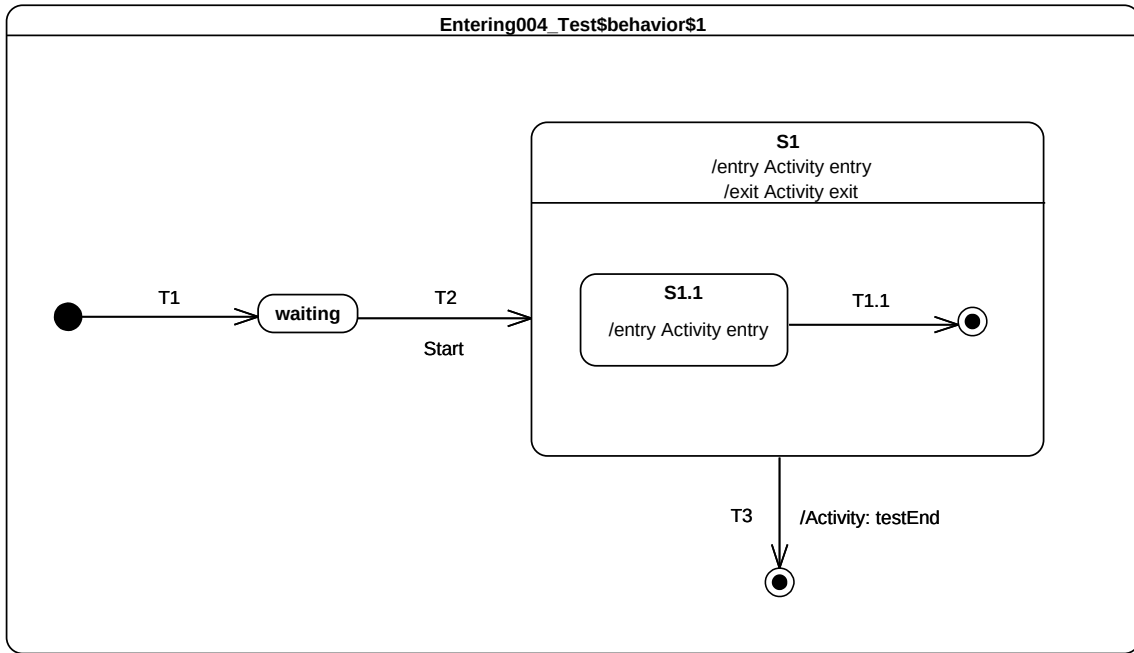 Entering004_Test$behavior$1
S1
/entry Activity entry
/exit Activity exit
T1
waiting
T2
Start
S1.1
/entry Activity entry
T1.1
T3
/Activity: testEnd